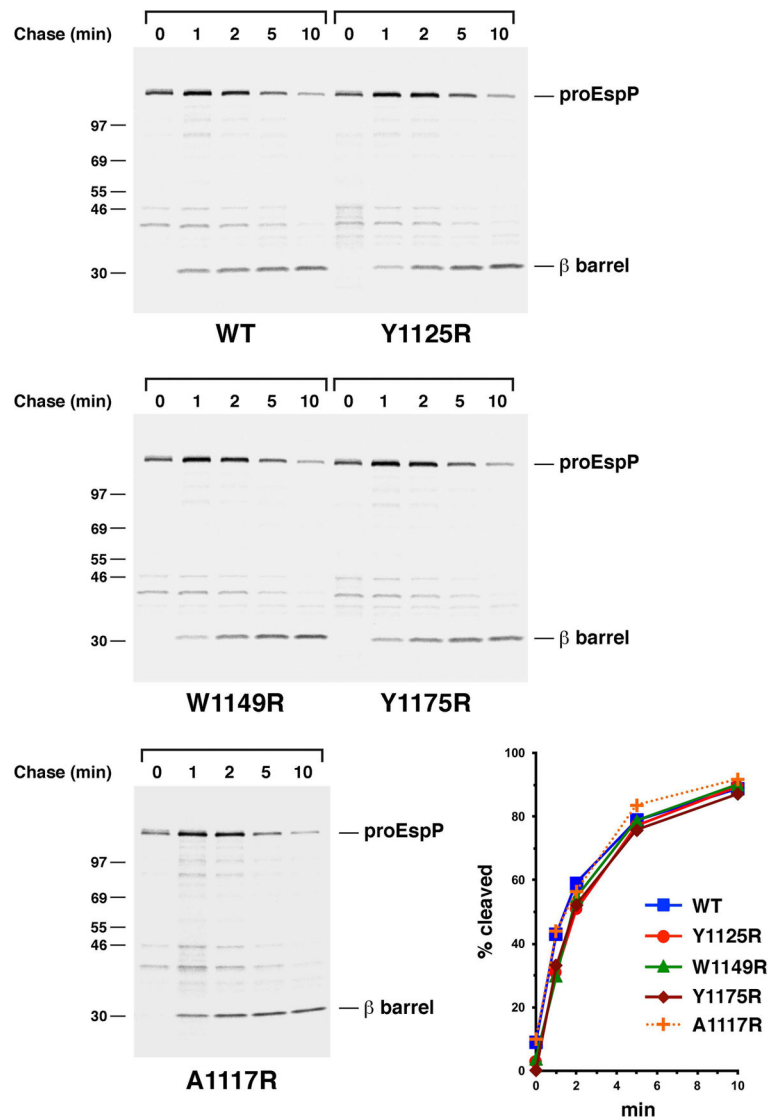 Chase (min) 0 1 2 5 10 0 1 2 5 10
proEspP
97
69
55
46
30
β barrel
WT Y1125R
Chase (min) 0 1 2 5 10 0 1 2 5 10
proEspP
97
69
55
46
30
β barrel
W1149R Y1175R
Chase (min) 0 1 2 5 10
proEspP
97
69
55
46
30
β barrel
A1117R
100
80
60
40
20
0
% cleaved
WT
Y1125R
W1149R
Y1175R
A1117R
0 2 4 6 8 10
min